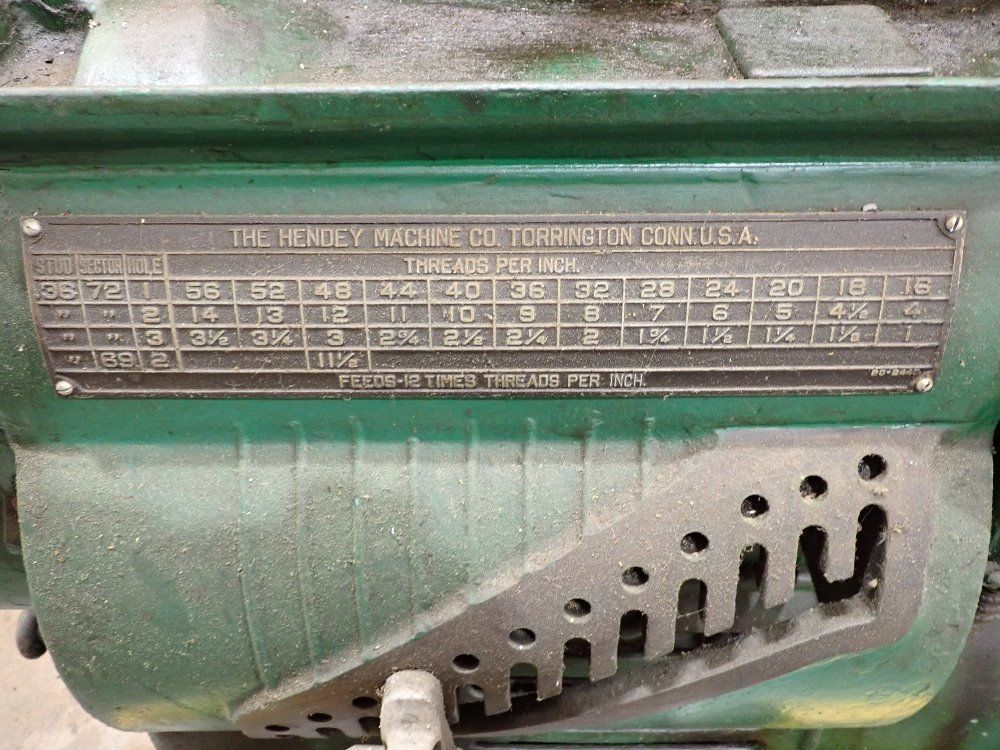 THE HENDEY MACHINE CO. TORRINGTON CONN. U.S.A.
STUD SECTOR HOLE THREADS PER INCH.
36 72 1 56 52 48 44 40 36 32 28 24 20 18 16
" " 2 14 13 12 11 10 9 8 7 6 5 4½ 4
" " 3 3½ 3¼ 3 2¾ 2½ 2¼ 2 1¾ 1½ 1¼ 1⅛ 1
" 69 2 11½
FEEDS-12 TIMES THREADS PER INCH.